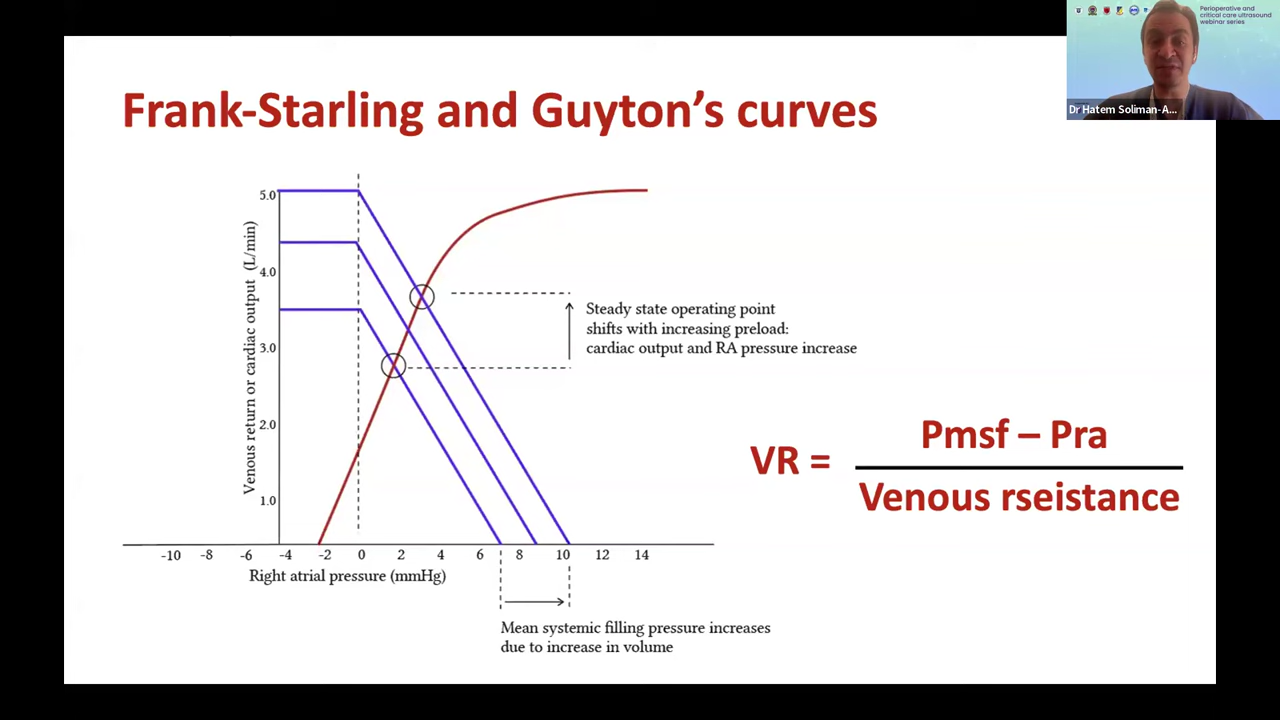 Perioperative and
critical care ultrasound
webinar series
Dr Hatem Soliman-A...
Frank-Starling and Guyton's curves
Venous return or cardiac output (L/min)
5.0
4.0
3.0
2.0
1.0
-10 -8 -6 -4 -2 0 2 4 6 8 10 12 14
Right atrial pressure (mmHg)
Steady state operating point
shifts with increasing preload:
cardiac output and RA pressure increase
Mean systemic filling pressure increases
due to increase in volume
VR =
Pmsf – Pra
Venous rseistance